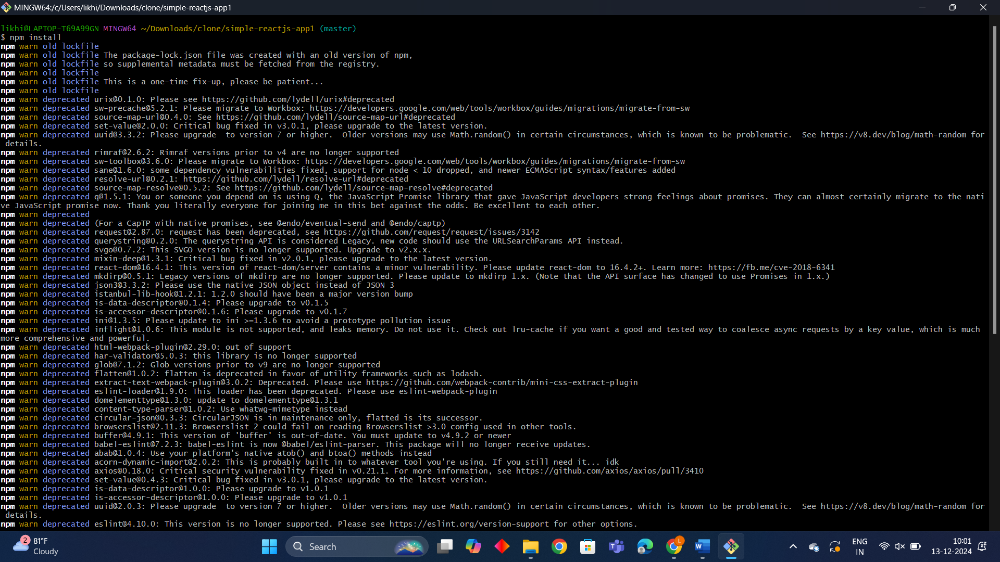 MINGW64:/c/Users/likhi/Downloads/clone/simple-reactjs-app1
likhi@LAPTOP-T69A99GN MINGW64 ~/Downloads/clone/simple-reactjs-app1 (master)
$ npm install
npm warn old lockfile
npm warn old lockfile The package-lock.json file was created with an old version of npm,
npm warn old lockfile so supplemental metadata must be fetched from the registry.
npm warn old lockfile
npm warn old lockfile This is a one-time fix-up, please be patient...
npm warn old lockfile
npm warn deprecated urix@0.1.0: Please see https://github.com/lydell/urix#deprecated
npm warn deprecated sw-precache@5.2.1: Please migrate to Workbox: https://developers.google.com/web/tools/workbox/guides/migrations/migrate-from-sw
npm warn deprecated source-map-url@0.4.0: See https://github.com/lydell/source-map-url#deprecated
npm warn deprecated set-value@2.0.0: Critical bug fixed in v3.0.1, please upgrade to the latest version.
npm warn deprecated uuid@3.3.2: Please upgrade  to version 7 or higher.  Older versions may use Math.random() in certain circumstances, which is known to be problematic.  See https://v8.dev/blog/math-random for
 details.
npm warn deprecated rimraf@2.6.2: Rimraf versions prior to v4 are no longer supported
npm warn deprecated sw-toolbox@3.6.0: Please migrate to Workbox: https://developers.google.com/web/tools/workbox/guides/migrations/migrate-from-sw
npm warn deprecated sane@1.6.0: some dependency vulnerabilities fixed, support for node < 10 dropped, and newer ECMAScript syntax/features added
npm warn deprecated resolve-url@0.2.1: https://github.com/lydell/resolve-url#deprecated
npm warn deprecated source-map-resolve@0.5.2: See https://github.com/lydell/source-map-resolve#deprecated
npm warn deprecated q@1.5.1: You or someone you depend on is using Q, the JavaScript Promise library that gave JavaScript developers strong feelings about promises. They can almost certainly migrate to the nati
ve JavaScript promise now. Thank you literally everyone for joining me in this bet against the odds. Be excellent to each other.
npm warn deprecated
npm warn deprecated (For a CapTP with native promises, see @endo/eventual-send and @endo/captp)
npm warn deprecated request@2.87.0: request has been deprecated, see https://github.com/request/request/issues/3142
npm warn deprecated querystring@0.2.0: The querystring API is considered Legacy. new code should use the URLSearchParams API instead.
npm warn deprecated svgo@0.7.2: This SVGO version is no longer supported. Upgrade to v2.x.x.
npm warn deprecated mixin-deep@1.3.1: Critical bug fixed in v2.0.1, please upgrade to the latest version.
npm warn deprecated react-dom@16.4.1: This version of react-dom/server contains a minor vulnerability. Please update react-dom to 16.4.2+. Learn more: https://fb.me/cve-2018-6341
npm warn deprecated mkdirp@0.5.1: Legacy versions of mkdirp are no longer supported. Please update to mkdirp 1.x. (Note that the API surface has changed to use Promises in 1.x.)
npm warn deprecated json3@3.3.2: Please use the native JSON object instead of JSON 3
npm warn deprecated istanbul-lib-hook@1.2.1: 1.2.0 should have been a major version bump
npm warn deprecated is-data-descriptor@0.1.4: Please upgrade to v0.1.5
npm warn deprecated is-accessor-descriptor@0.1.6: Please upgrade to v0.1.7
npm warn deprecated ini@1.3.5: Please update to ini >=1.3.6 to avoid a prototype pollution issue
npm warn deprecated inflight@1.0.6: This module is not supported, and leaks memory. Do not use it. Check out lru-cache if you want a good and tested way to coalesce async requests by a key value, which is much
more comprehensive and powerful.
npm warn deprecated html-webpack-plugin@2.29.0: out of support
npm warn deprecated har-validator@5.0.3: this library is no longer supported
npm warn deprecated glob@7.1.2: Glob versions prior to v9 are no longer supported
npm warn deprecated flatten@1.0.2: flatten is deprecated in favor of utility frameworks such as lodash.
npm warn deprecated extract-text-webpack-plugin@3.0.2: Deprecated. Please use https://github.com/webpack-contrib/mini-css-extract-plugin
npm warn deprecated eslint-loader@1.9.0: This loader has been deprecated. Please use eslint-webpack-plugin
npm warn deprecated domelementtype@1.3.0: update to domelementtype@1.3.1
npm warn deprecated content-type-parser@1.0.2: Use whatwg-mimetype instead
npm warn deprecated circular-json@0.3.3: CircularJSON is in maintenance only, flatted is its successor.
npm warn deprecated browserslist@2.11.3: Browserslist 2 could fail on reading Browserslist >3.0 config used in other tools.
npm warn deprecated buffer@4.9.1: This version of 'buffer' is out-of-date. You must update to v4.9.2 or newer
npm warn deprecated babel-eslint@7.2.3: babel-eslint is now @babel/eslint-parser. This package will no longer receive updates.
npm warn deprecated abab@1.0.4: Use your platform's native atob() and btoa() methods instead
npm warn deprecated acorn-dynamic-import@2.0.2: This is probably built in to whatever tool you're using. If you still need it... idk
npm warn deprecated axios@0.18.0: Critical security vulnerability fixed in v0.21.1. For more information, see https://github.com/axios/axios/pull/3410
npm warn deprecated set-value@0.4.3: Critical bug fixed in v3.0.1, please upgrade to the latest version.
npm warn deprecated is-data-descriptor@1.0.0: Please upgrade to v1.0.1
npm warn deprecated is-accessor-descriptor@1.0.0: Please upgrade to v1.0.1
npm warn deprecated uuid@2.0.3: Please upgrade  to version 7 or higher.  Older versions may use Math.random() in certain circumstances, which is known to be problematic.  See https://v8.dev/blog/math-random for
 details.
npm warn deprecated eslint@4.10.0: This version is no longer supported. Please see https://eslint.org/version-support for other options.
2
81°F
Cloudy
Search
L
T
W
ENG
IN
10:01
13-12-2024